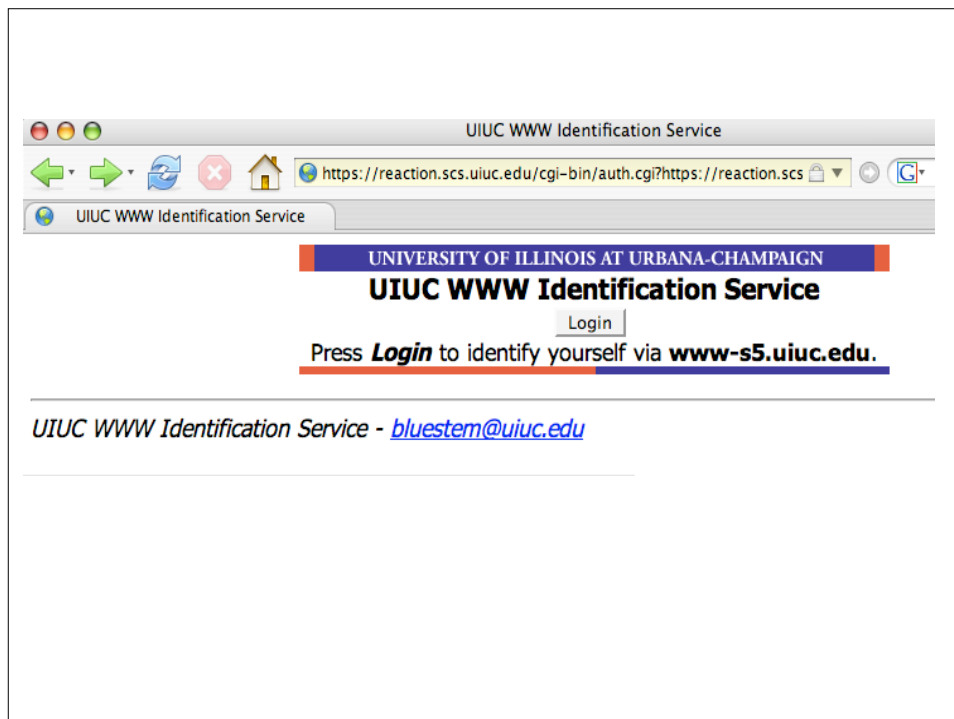 UIUC WWW Identification Service
https://reaction.scs.uiuc.edu/cgi-bin/auth.cgi?https://reaction.scs
G
UIUC WWW Identification Service
UNIVERSITY OF ILLINOIS AT URBANA-CHAMPAIGN
UIUC WWW Identification Service
Login
Press Login to identify yourself via www-s5.uiuc.edu.
UIUC WWW Identification Service - bluestem@uiuc.edu